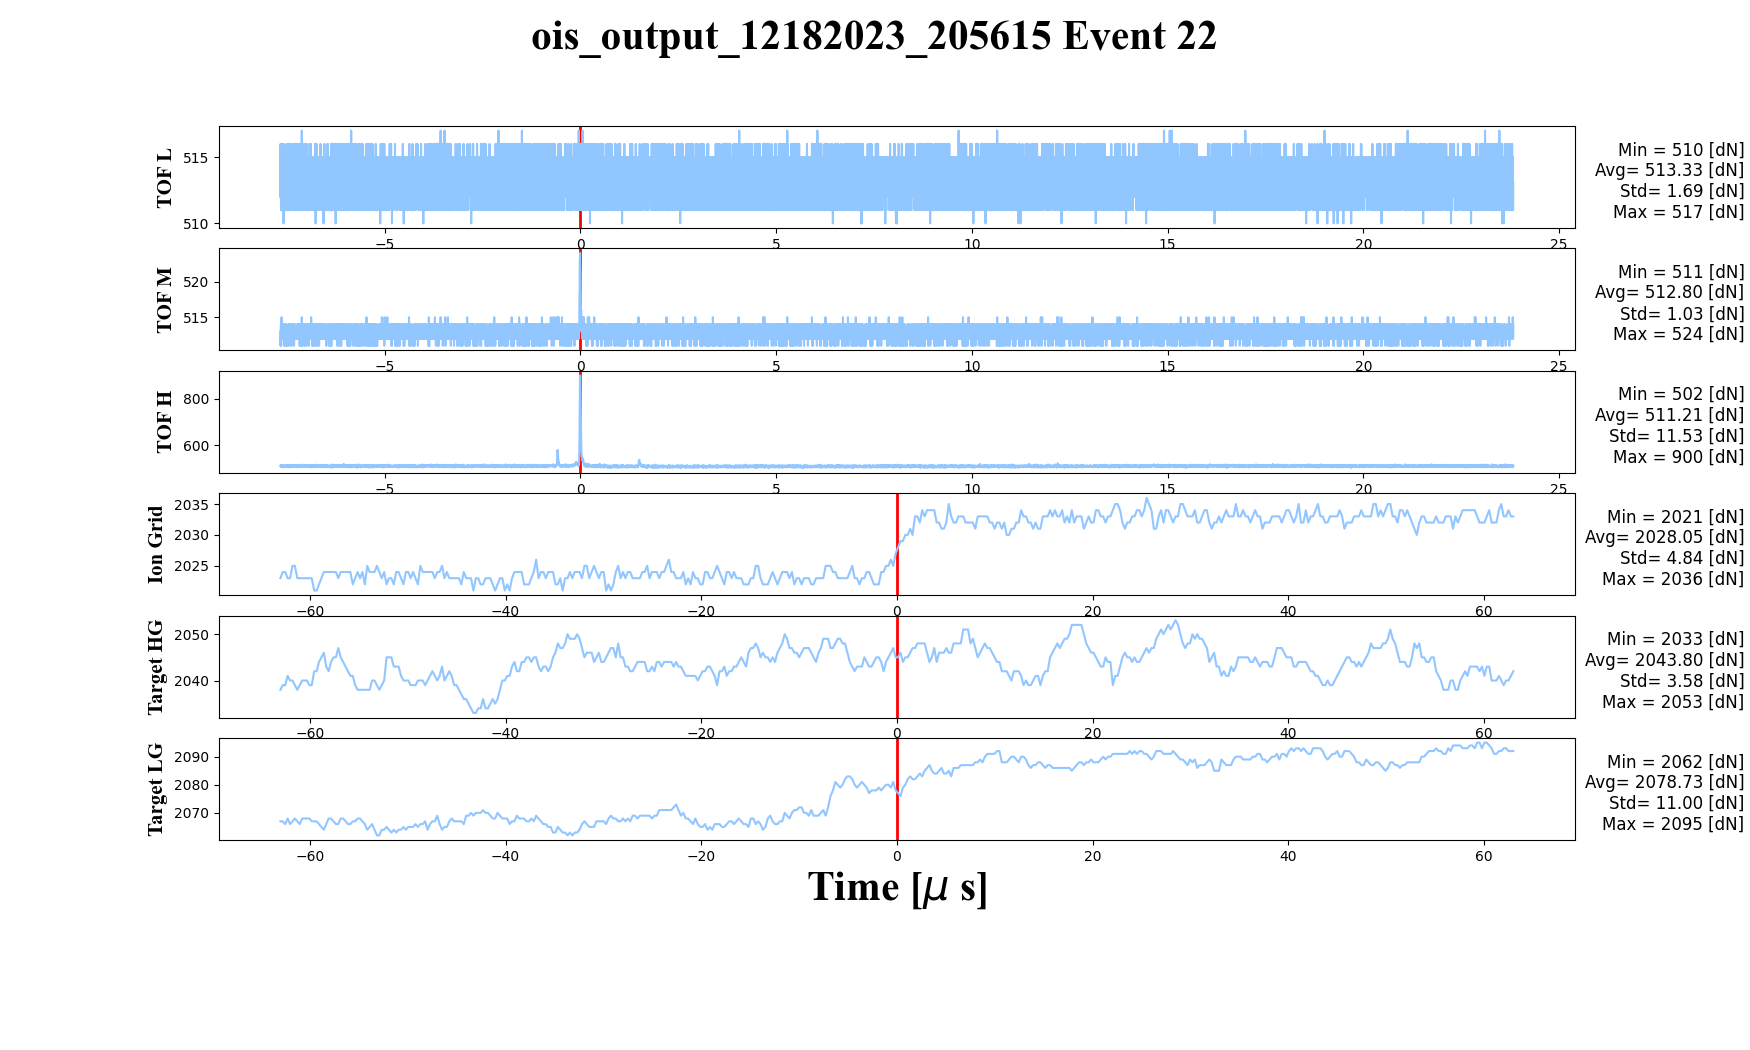 ois_output_12182023_205615 Event 22
TOF L
515
510
−5 0 5 10 15 20 25
Min = 510 [dN]
Avg= 513.33 [dN]
Std= 1.69 [dN]
Max = 517 [dN]
TOF M
520
515
−5 0 5 10 15 20 25
Min = 511 [dN]
Avg= 512.80 [dN]
Std= 1.03 [dN]
Max = 524 [dN]
TOF H
800
600
−5 0 5 10 15 20 25
Min = 502 [dN]
Avg= 511.21 [dN]
Std= 11.53 [dN]
Max = 900 [dN]
Ion Grid
2035
2030
2025
−60 −40 −20 0 20 40 60
Min = 2021 [dN]
Avg= 2028.05 [dN]
Std= 4.84 [dN]
Max = 2036 [dN]
Target HG
2050
2040
−60 −40 −20 0 20 40 60
Min = 2033 [dN]
Avg= 2043.80 [dN]
Std= 3.58 [dN]
Max = 2053 [dN]
Target LG
2090
2080
2070
−60 −40 −20 0 20 40 60
Min = 2062 [dN]
Avg= 2078.73 [dN]
Std= 11.00 [dN]
Max = 2095 [dN]
Time [μ s]